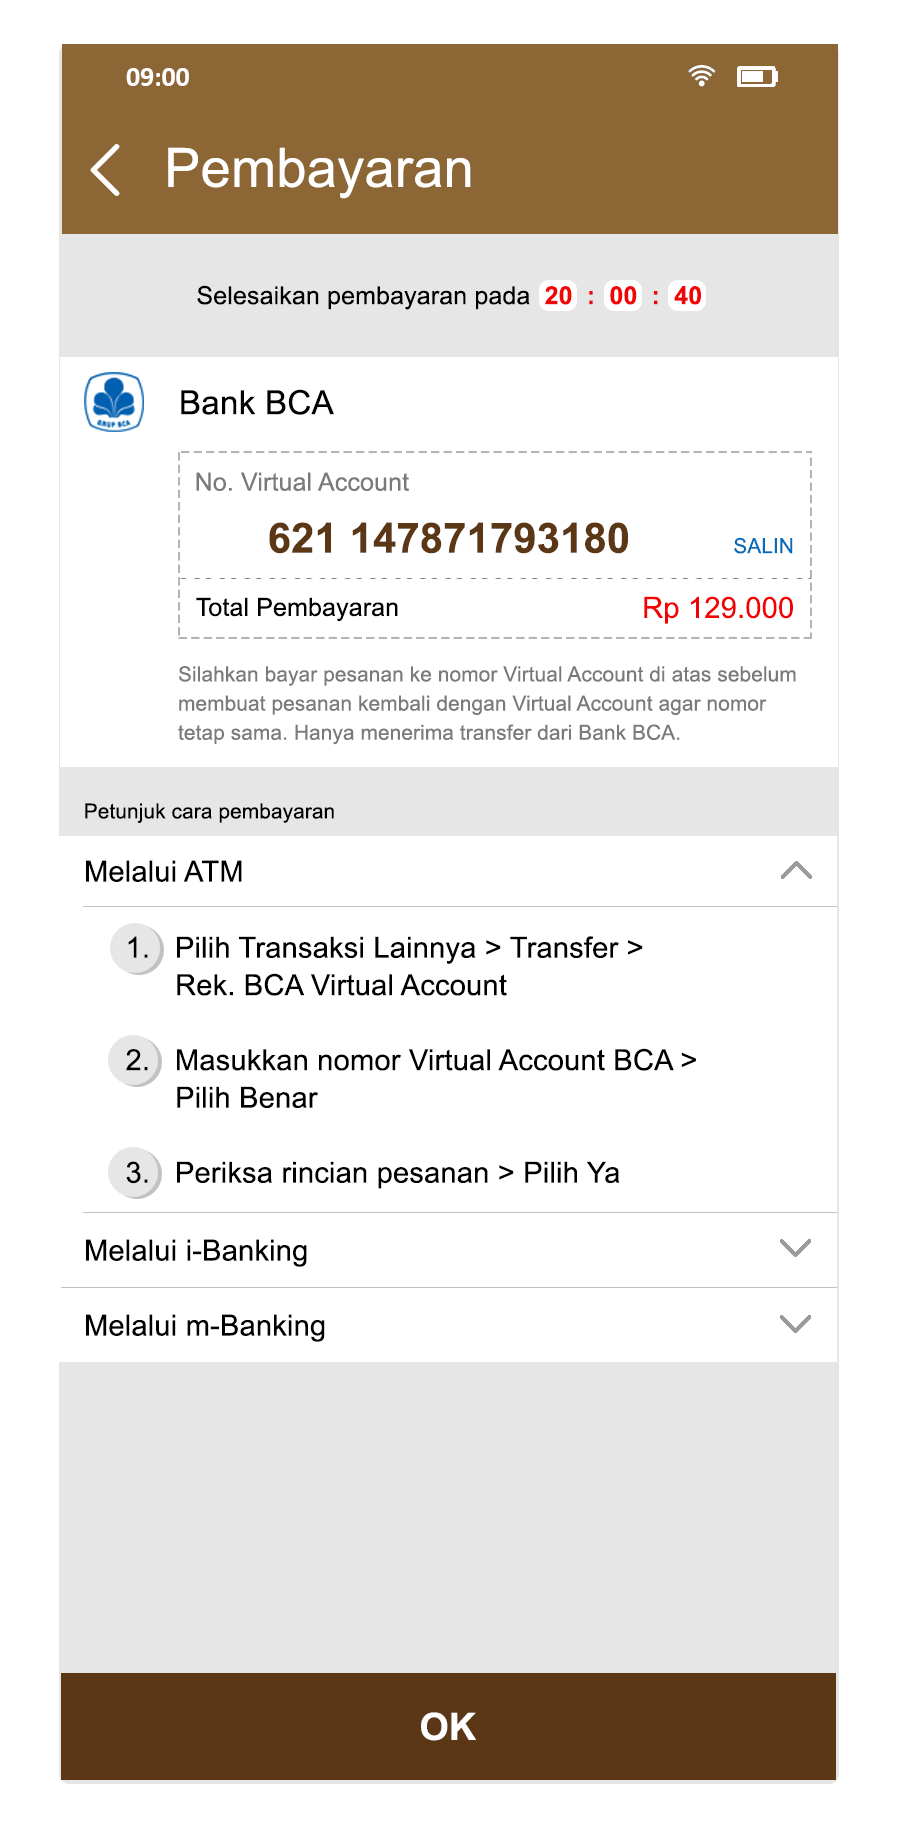 09:00
Pembayaran
Selesaikan pembayaran pada 20 : 00 : 40
Bank BCA
GRUP BCA
No. Virtual Account
621 147871793180
SALIN
Total Pembayaran Rp 129.000
Silahkan bayar pesanan ke nomor Virtual Account di atas sebelum
membuat pesanan kembali dengan Virtual Account agar nomor
tetap sama. Hanya menerima transfer dari Bank BCA.
Petunjuk cara pembayaran
Melalui ATM
1. Pilih Transaksi Lainnya > Transfer >
Rek. BCA Virtual Account
2. Masukkan nomor Virtual Account BCA >
Pilih Benar
3. Periksa rincian pesanan > Pilih Ya
Melalui i-Banking
Melalui m-Banking
OK